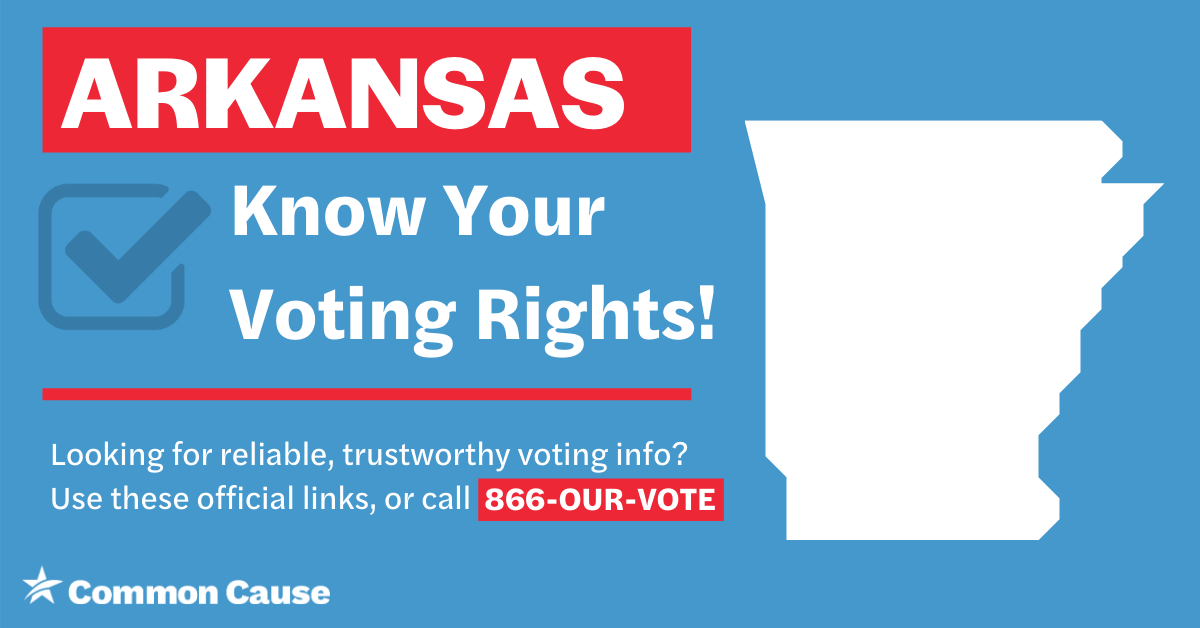 ARKANSAS
Know Your
Voting Rights!
Looking for reliable, trustworthy voting info?
Use these official links, or call 866-OUR-VOTE
Common Cause